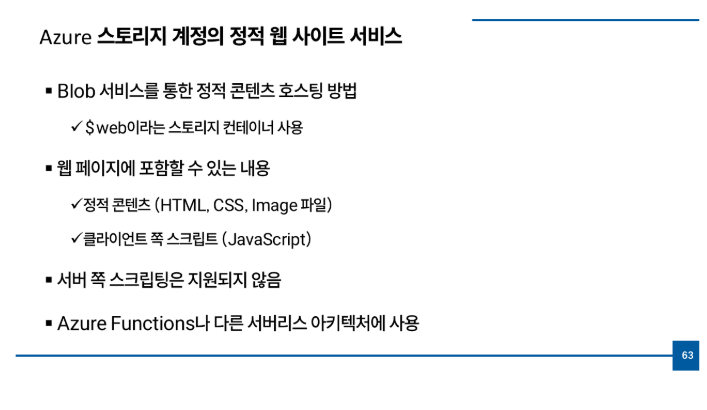 Azure 스토리지 계정의 정적 웹 사이트 서비스
▪ Blob 서비스를 통한 정적 콘텐츠 호스팅 방법
✓ $web이라는 스토리지 컨테이너 사용
▪ 웹 페이지에 포함할 수 있는 내용
✓정적 콘텐츠 (HTML, CSS, Image 파일)
✓클라이언트 쪽 스크립트 (JavaScript)
▪ 서버 쪽 스크립팅은 지원되지 않음
▪ Azure Functions나 다른 서버리스 아키텍처에 사용
63